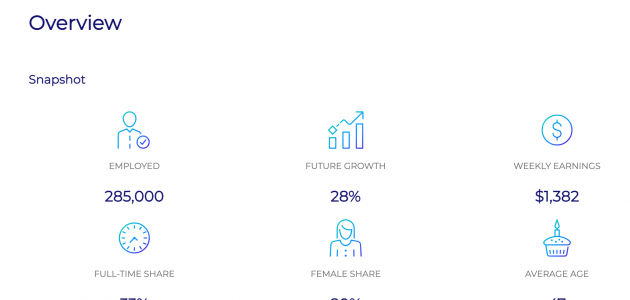 Overview
Snapshot
EMPLOYED FUTURE GROWTH WEEKLY EARNINGS
285,000 28% $1,382
FULL-TIME SHARE FEMALE SHARE AVERAGE AGE